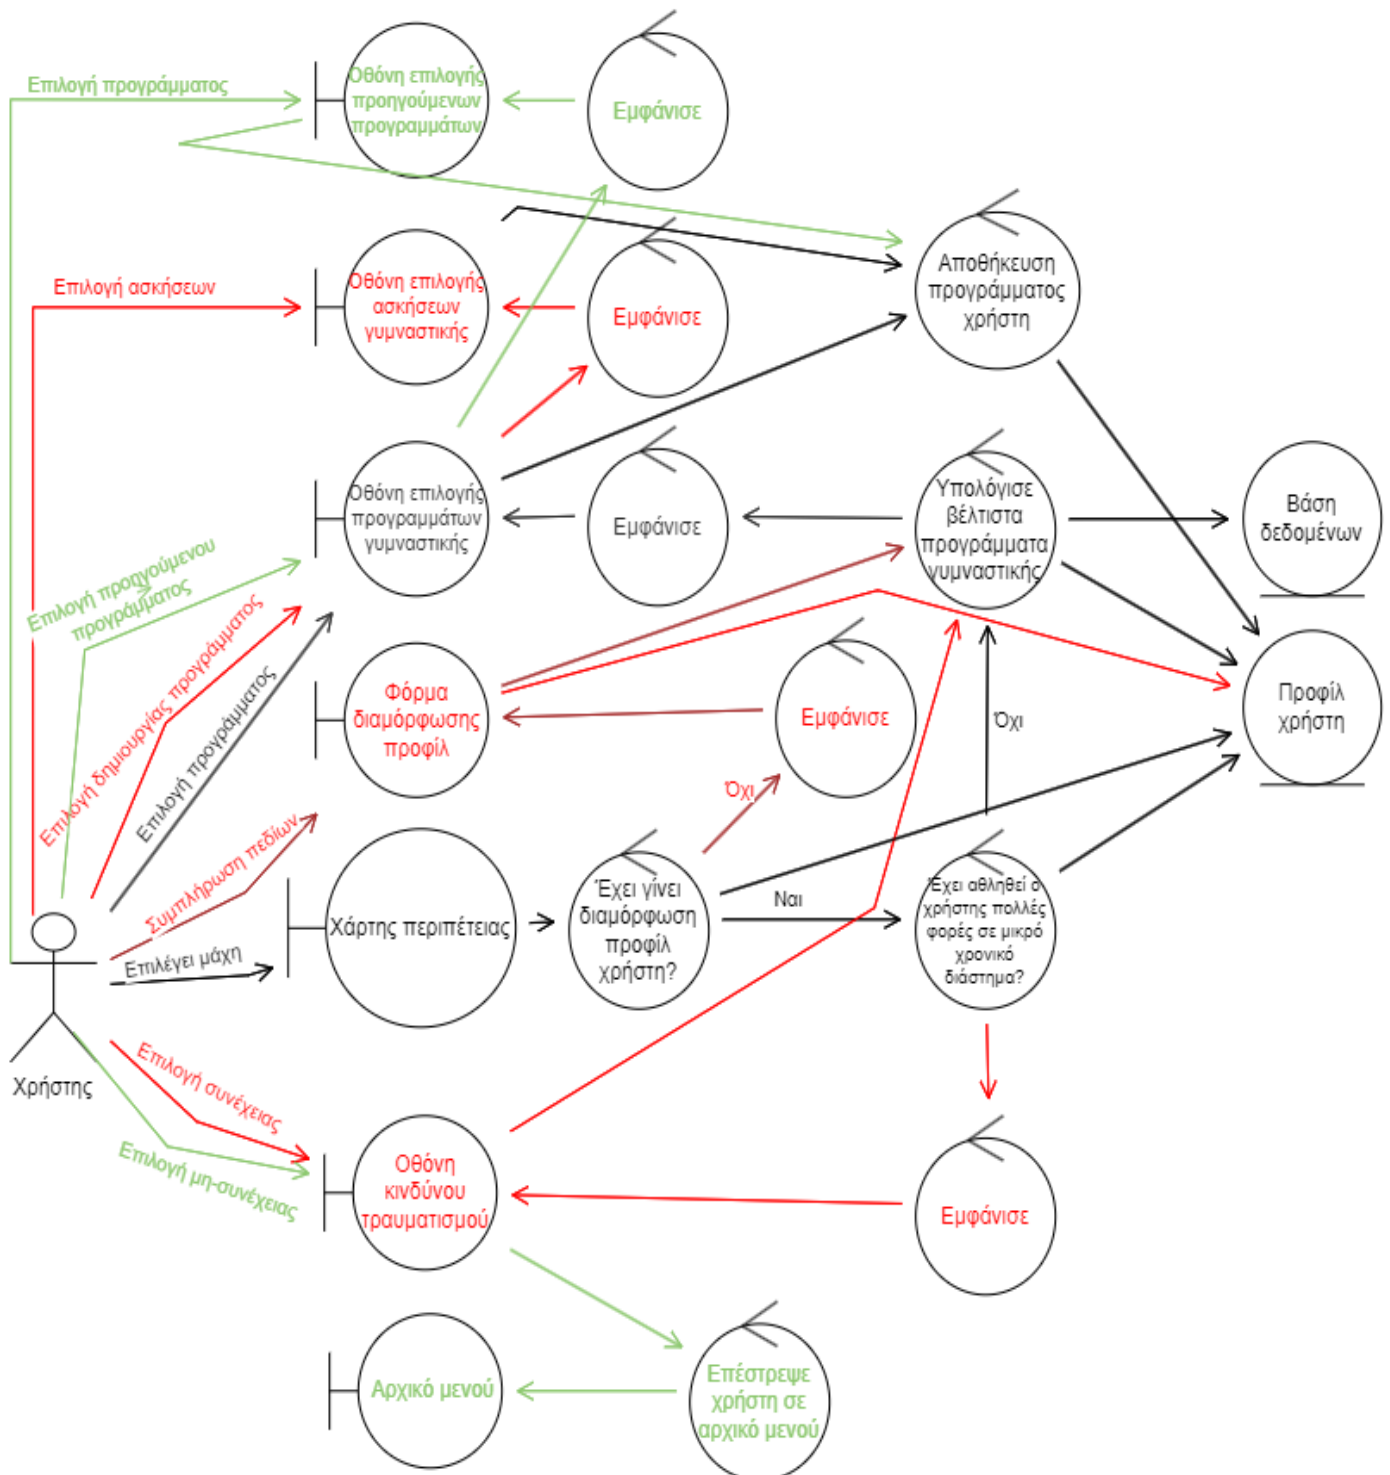 Επιλογή προγράμματος
Οθόνη επιλογής
προηγούμενων
προγραμμάτων
Εμφάνισε
Επιλογή ασκήσεων
Οθόνη επιλογής
ασκήσεων
γυμναστικής
Εμφάνισε
Αποθήκευση
προγράμματος
χρήστη
Οθόνη επιλογής
προγραμμάτων
γυμναστικής
Εμφάνισε
Υπολόγισε
βέλτιστα
προγράμματα
γυμναστικής
Βάση
δεδομένων
Επιλογή προηγούμενου
προγράμματος
Επιλογή δημιουργίας προγράμματος
Επιλογή προγράμματος
Φόρμα
διαμόρφωσης
προφίλ
Εμφάνισε
Όχι
Προφίλ
χρήστη
Όχι
Συμπλήρωση πεδίων
Επιλέγει μάχη
Χάρτης περιπέτειας
Έχει γίνει
διαμόρφωση
προφίλ
χρήστη?
Ναι
Έχει αθληθεί ο
χρήστης πολλές
φορές σε μικρό
χρονικό
διάστημα?
Χρήστης
Επιλογή συνέχειας
Επιλογή μη-συνέχειας
Οθόνη
κινδύνου
τραυματισμού
Εμφάνισε
Αρχικό μενού
Επέστρεψε
χρήστη σε
αρχικό μενού